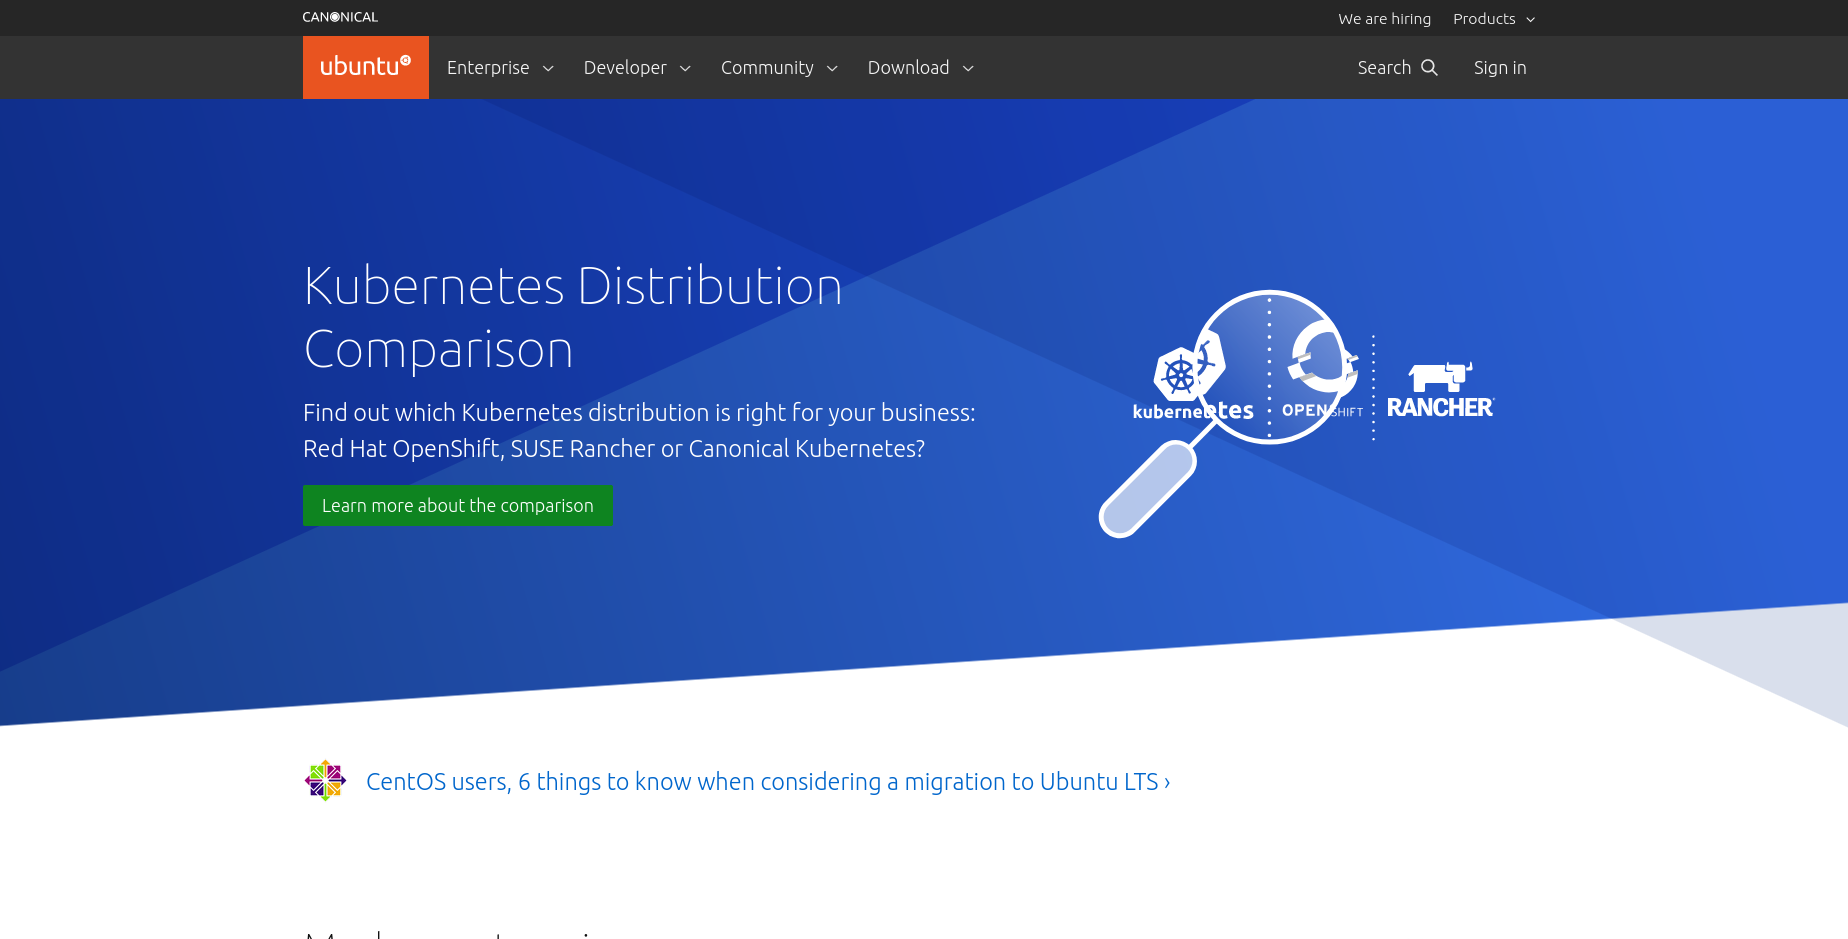 CANONICAL
We are hiring
Products
ubuntu
Enterprise
Developer
Community
Download
Search
Sign in
Kubernetes Distribution
Comparison
Find out which Kubernetes distribution is right for your business:
Red Hat OpenShift, SUSE Rancher or Canonical Kubernetes?
Learn more about the comparison
kubernetes
OPENSHIFT
RANCHER
CentOS users, 6 things to know when considering a migration to Ubuntu LTS ›